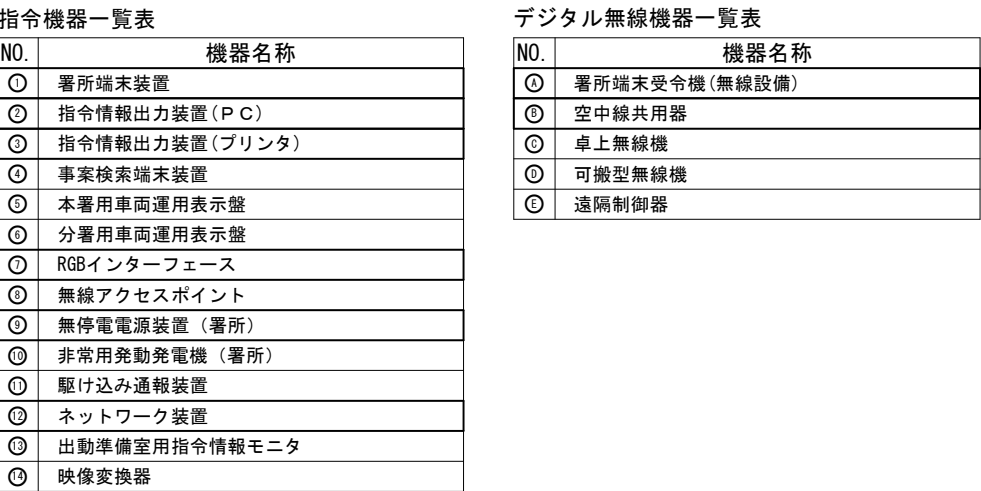 指令機器一覧表
NO. 機器名称
① 署所端末装置
② 指令情報出力装置(ＰＣ)
③ 指令情報出力装置(プリンタ)
④ 事案検索端末装置
⑤ 本署用車両運用表示盤
⑥ 分署用車両運用表示盤
⑦ RGBインターフェース
⑧ 無線アクセスポイント
⑨ 無停電電源装置（署所）
⑩ 非常用発動発電機（署所）
⑪ 駆け込み通報装置
⑫ ネットワーク装置
⑬ 出動準備室用指令情報モニタ
⑭ 映像変換器
デジタル無線機器一覧表
NO. 機器名称
Ⓐ 署所端末受令機(無線設備)
Ⓑ 空中線共用器
Ⓒ 卓上無線機
Ⓓ 可搬型無線機
Ⓔ 遠隔制御器